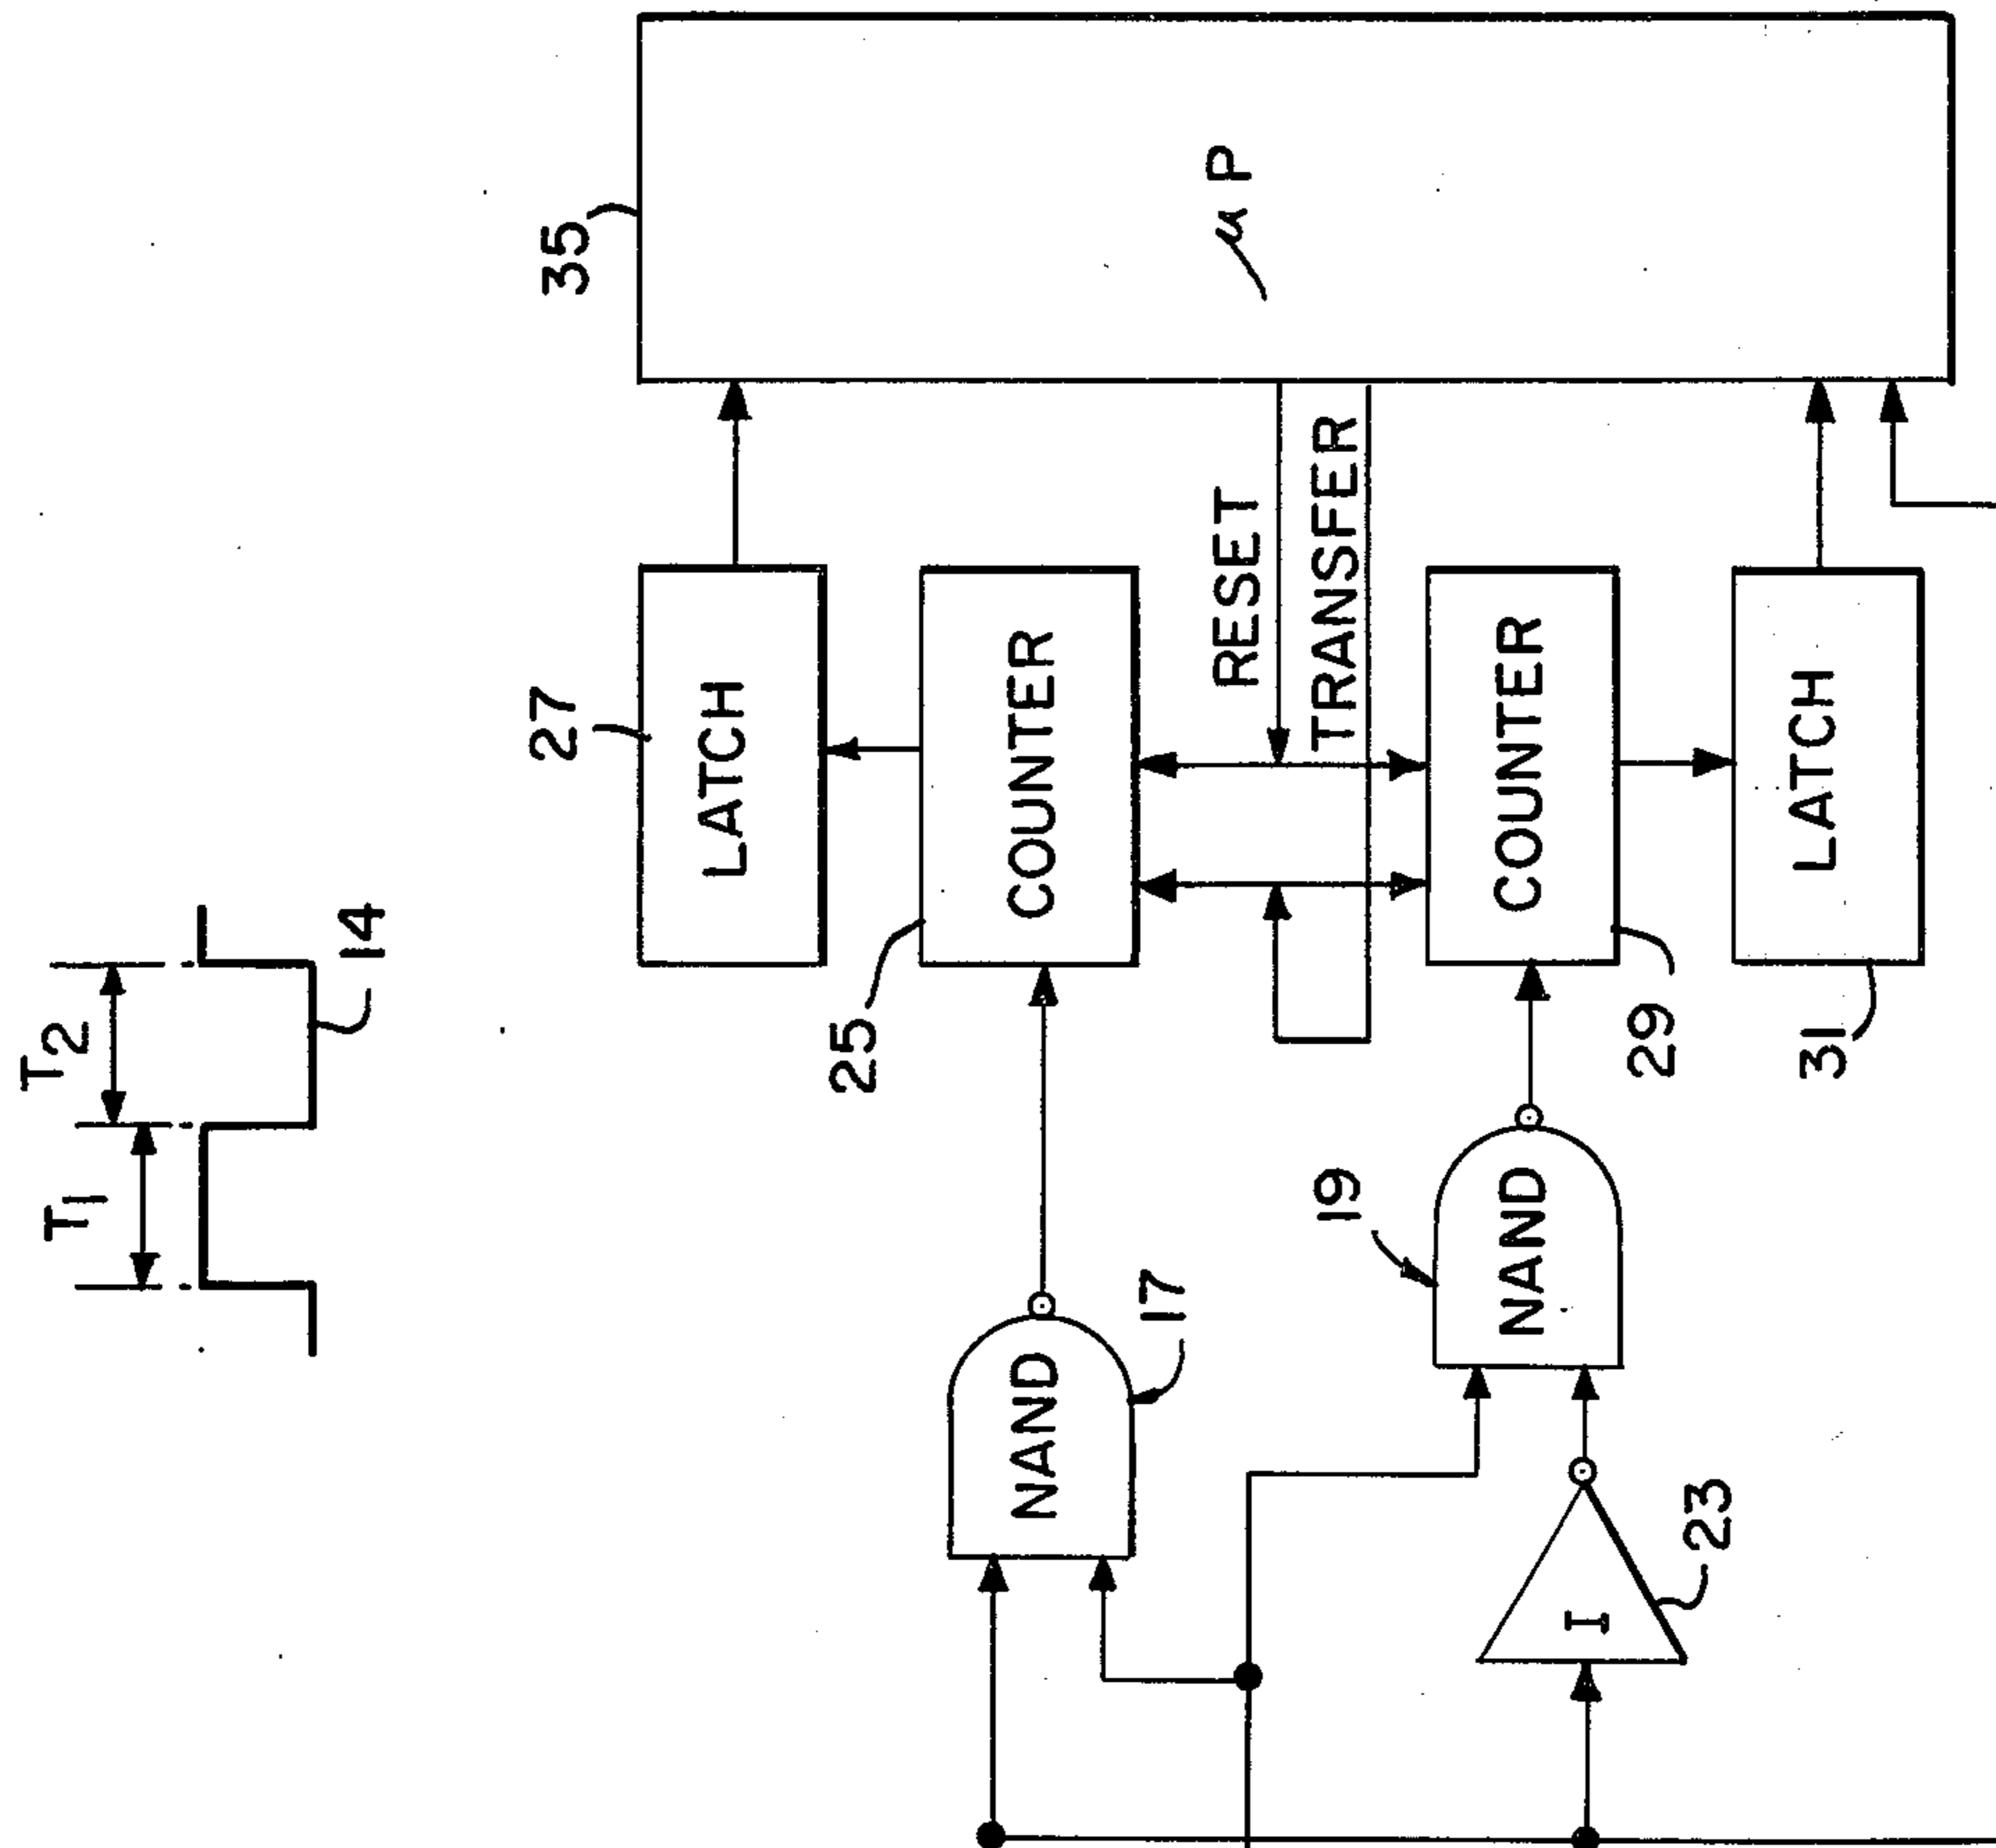 35
μP
27
LATCH
COUNTER
25
RESET
TRANSFER
COUNTER
29
LATCH
31
T1
T2
14
NAND
17
19
NAND
I
23